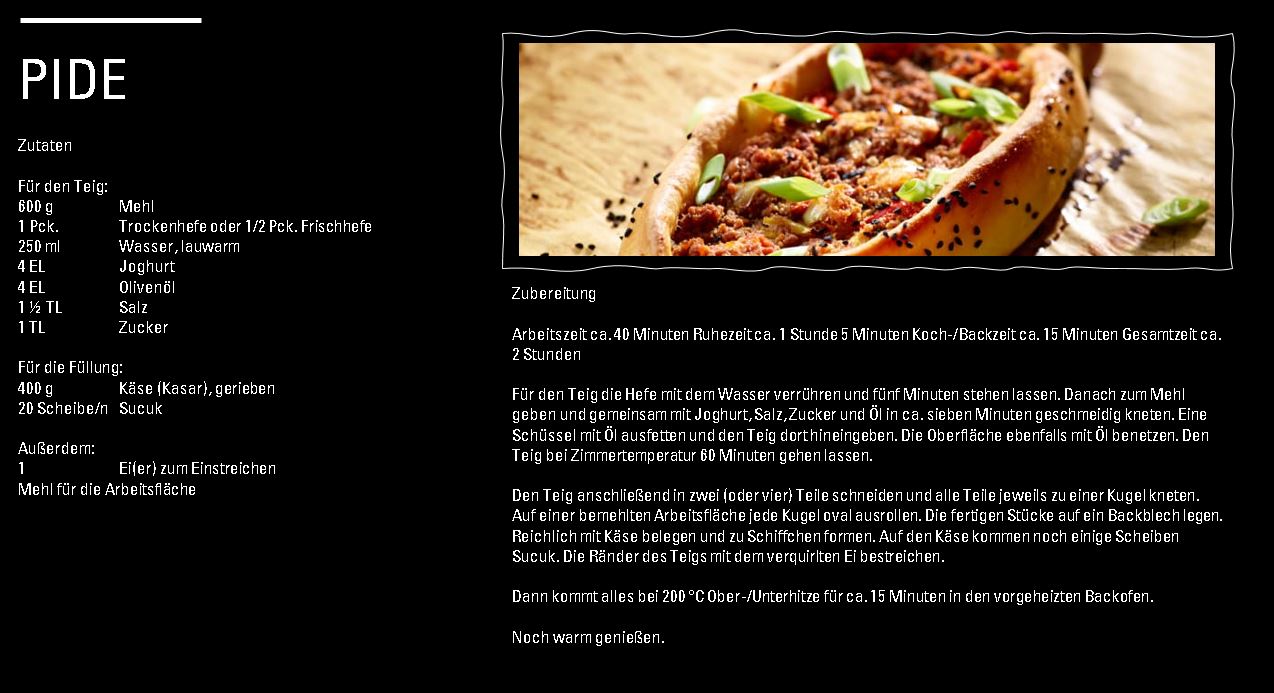 PIDE
Zutaten
Für den Teig:
600 g Mehl
1 Pck. Trockenhefe oder 1/2 Pck. Frischhefe
250 ml Wasser, lauwarm
4 EL Joghurt
4 EL Olivenöl
1 ½ TL Salz
1 TL Zucker
Für die Füllung:
400 g Käse (Kasar), gerieben
20 Scheibe/n Sucuk
Außerdem:
1 Ei(er) zum Einstreichen
Mehl für die Arbeitsfläche
Zubereitung
Arbeitszeit ca. 40 Minuten Ruhezeit ca. 1 Stunde 5 Minuten Koch-/Backzeit ca. 15 Minuten Gesamtzeit ca.
2 Stunden
Für den Teig die Hefe mit dem Wasser verrühren und fünf Minuten stehen lassen. Danach zum Mehl
geben und gemeinsam mit Joghurt, Salz, Zucker und Öl in ca. sieben Minuten geschmeidig kneten. Eine
Schüssel mit Öl ausfetten und den Teig dort hineingeben. Die Oberfläche ebenfalls mit Öl benetzen. Den
Teig bei Zimmertemperatur 60 Minuten gehen lassen.
Den Teig anschließend in zwei (oder vier) Teile schneiden und alle Teile jeweils zu einer Kugel kneten.
Auf einer bemehlten Arbeitsfläche jede Kugel oval ausrollen. Die fertigen Stücke auf ein Backblech legen.
Reichlich mit Käse belegen und zu Schiffchen formen. Auf den Käse kommen noch einige Scheiben
Sucuk. Die Ränder des Teigs mit dem verquirlten Ei bestreichen.
Dann kommt alles bei 200 °C Ober-/Unterhitze für ca. 15 Minuten in den vorgeheizten Backofen.
Noch warm genießen.